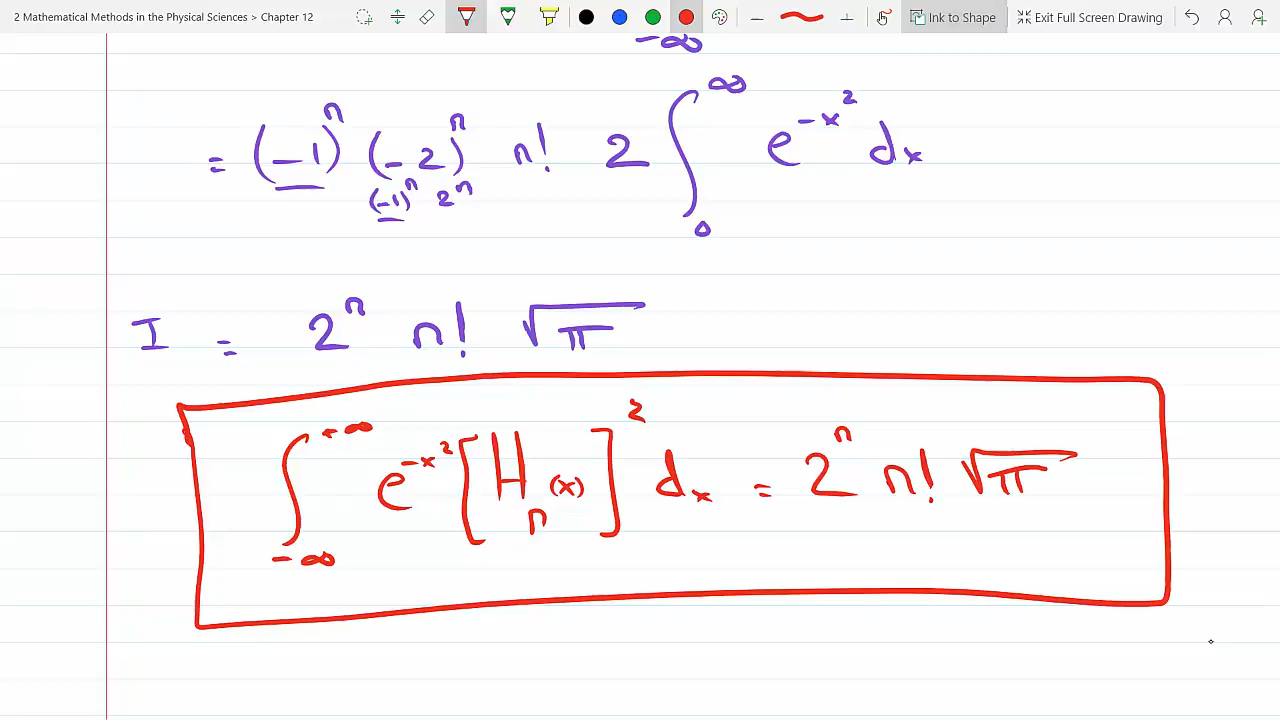 2 Mathematical Methods in the Physical Sciences > Chapter 12 Ink to Shape Exit Full Screen Drawing
-∞
= (-1)^n (-2)^n n! 2 ∫_0^∞ e^{-x^2} dx
(-1)^n 2^n
I = 2^n n! √π
∫_{-∞}^{+∞} e^{-x^2} [H_n(x)]^2 dx = 2^n n! √π